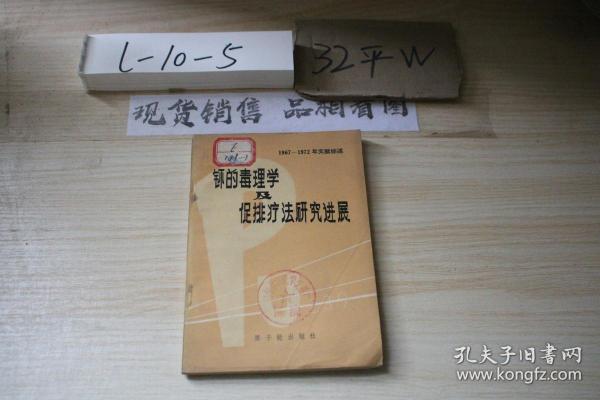 L-10-5
32平W
现货销售 品相看图
1967—1972年文献综述
钚的毒理学
及
促排疗法研究进展
原子能出版社
孔夫子旧书网
www.kongfz.com